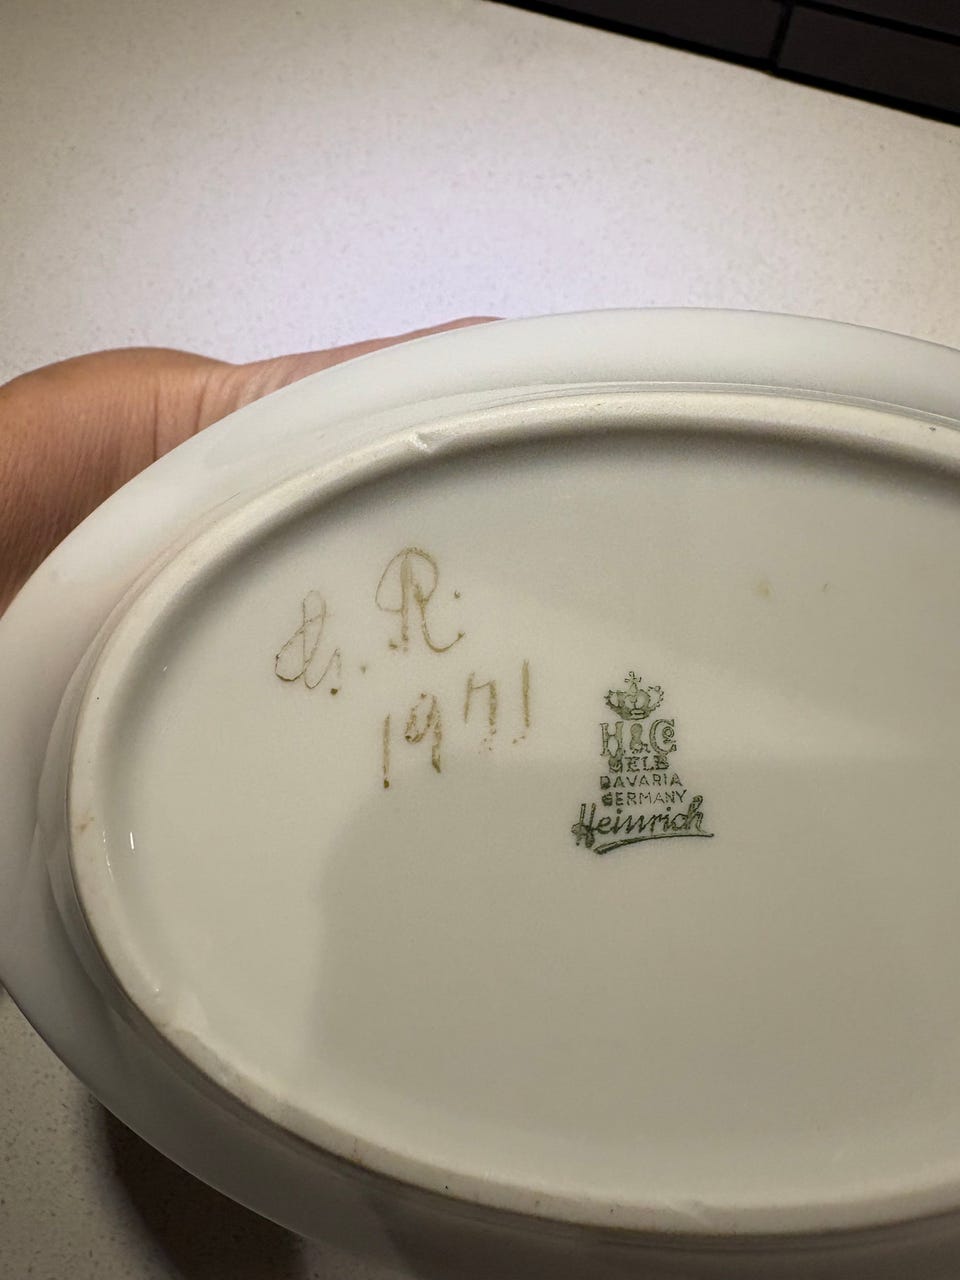 R.
1971
H&Co
SELB
BAVARIA
GERMANY
Heinrich